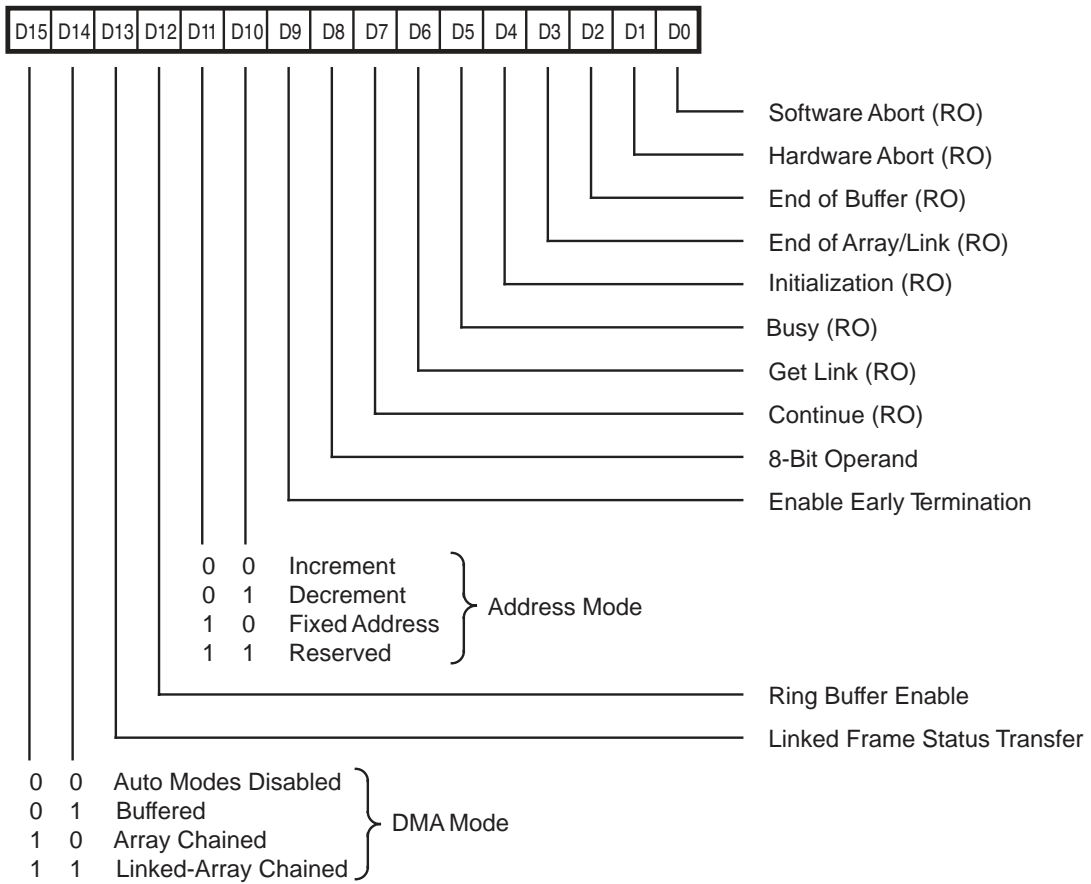 D15 D14 D13 D12 D11 D10 D9 D8 D7 D6 D5 D4 D3 D2 D1 D0
Software Abort (RO)
Hardware Abort (RO)
End of Buffer (RO)
End of Array/Link (RO)
Initialization (RO)
Busy (RO)
Get Link (RO)
Continue (RO)
8-Bit Operand
Enable Early Termination
0 0 Increment
0 1 Decrement
1 0 Fixed Address
1 1 Reserved
Address Mode
Ring Buffer Enable
Linked Frame Status Transfer
0 0 Auto Modes Disabled
0 1 Buffered
1 0 Array Chained
1 1 Linked-Array Chained
DMA Mode